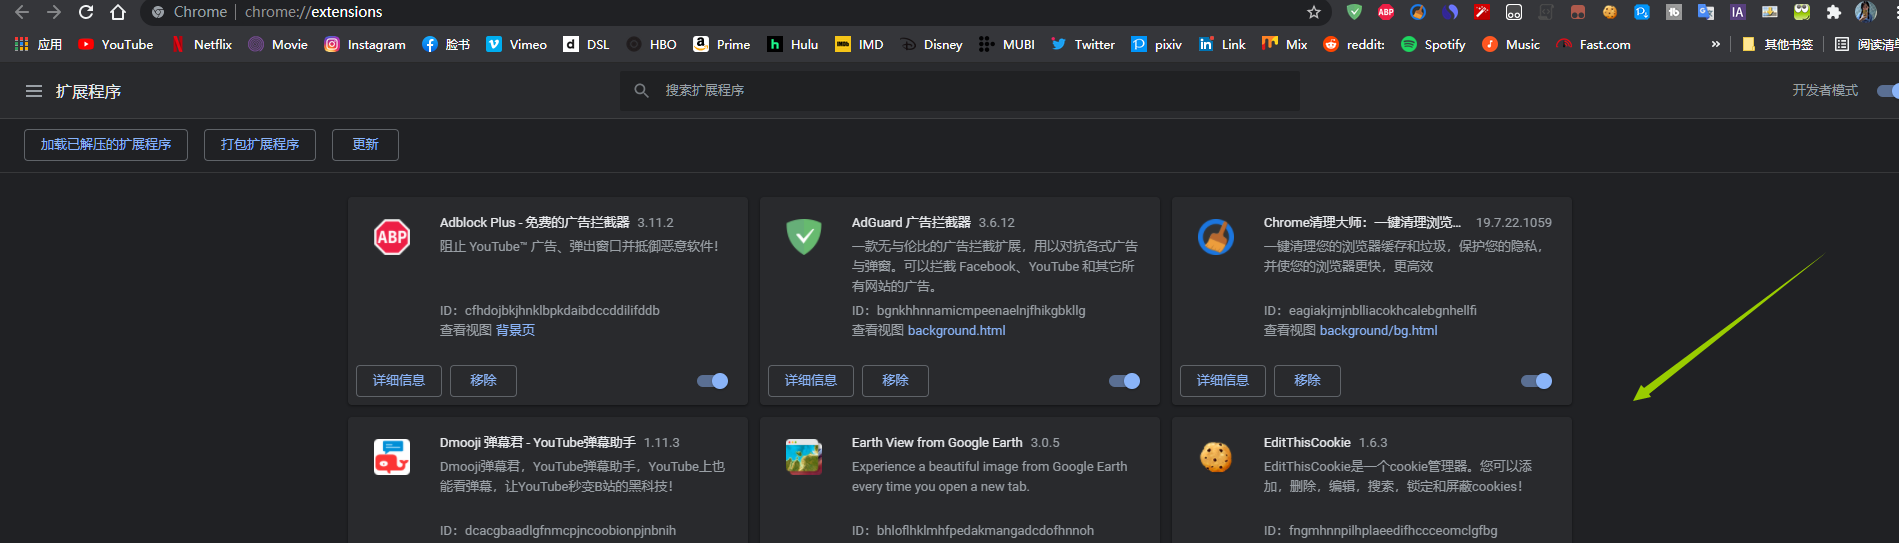 Chrome | chrome://extensions
ABP
IA
应用 YouTube Netflix Movie Instagram 脸书 Vimeo DSL HBO Prime Hulu IMD Disney MUBI Twitter pixiv Link Mix reddit: Spotify Music Fast.com » 其他书签 阅读清单
扩展程序
搜索扩展程序
开发者模式
加载已解压的扩展程序 打包扩展程序 更新
ABP
Adblock Plus - 免费的广告拦截器 3.11.2
阻止 YouTube™ 广告、弹出窗口并抵御恶意软件！
ID：cfhdojbkjhnklbpkdaibdccddilifddb
查看视图 背景页
详细信息 移除
AdGuard 广告拦截器 3.6.12
一款无与伦比的广告拦截扩展，用以对抗各式广告
与弹窗。可以拦截 Facebook、YouTube 和其它所
有网站的广告。
ID：bgnkhhnnamicmpeenaelnjfhikgbkllg
查看视图 background.html
详细信息 移除
Chrome清理大师：一键清理浏览... 19.7.22.1059
一键清理您的浏览器缓存和垃圾，保护您的隐私，
并使您的浏览器更快，更高效
ID：eagiakjmjnblliacokhcalebgnhellfi
查看视图 background/bg.html
详细信息 移除
Dmooji 弹幕君 - YouTube弹幕助手 1.11.3
Dmooji弹幕君，YouTube弹幕助手，YouTube上也
能看弹幕，让YouTube秒变B站的黑科技！
ID：dcacgbaadlgfnmcpjncoobionpjnbnih
Earth View from Google Earth 3.0.5
Experience a beautiful image from Google Earth
every time you open a new tab.
ID：bhloflhklmhfpedakmangadcdofhnnoh
EditThisCookie 1.6.3
EditThisCookie是一个cookie管理器。您可以添
加，删除，编辑，搜索，锁定和屏蔽cookies！
ID：fngmhnnpilhplaeedifhccceomclgfbg